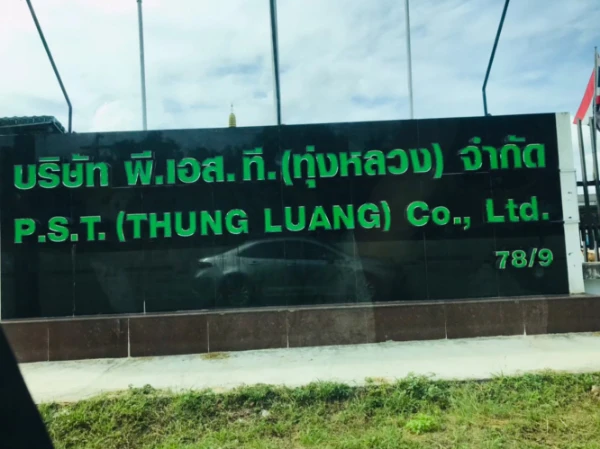 บริษัท พี.เอส.ที.(ทุ่งหลวง) จำกัด
P.S.T. (THUNG LUANG) Co., Ltd.
78/9